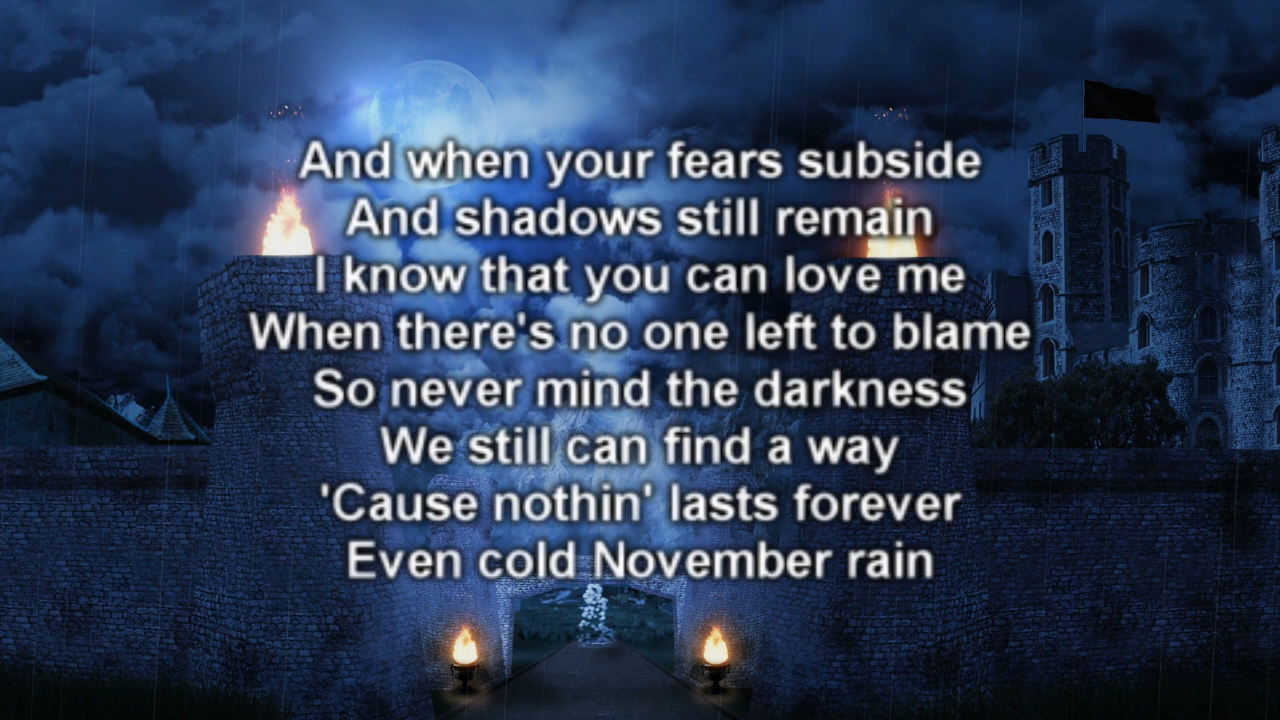 And when your fears subside
And shadows still remain
I know that you can love me
When there's no one left to blame
So never mind the darkness
We still can find a way
'Cause nothin' lasts forever
Even cold November rain